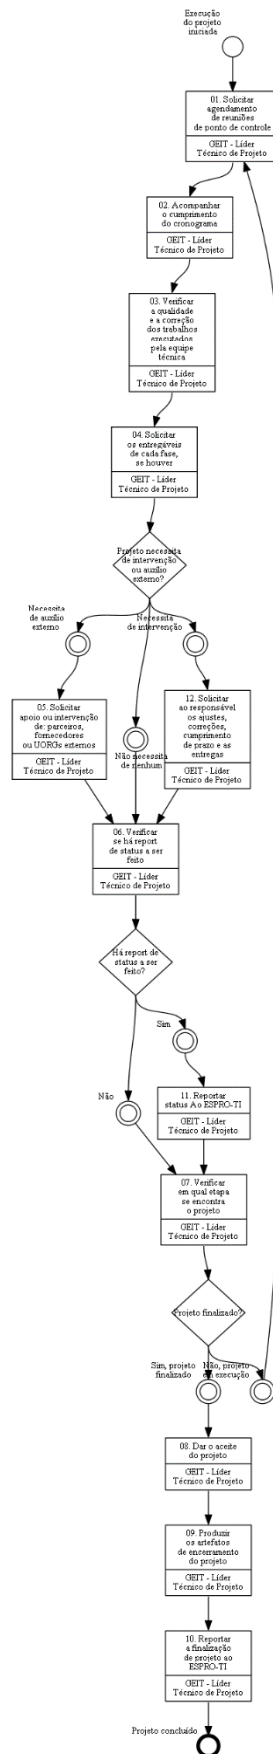 Execução
do projeto
iniciada
01. Solicitar
agendamento
de reuniões
de ponto de controle
GEIT - Líder
Técnico de Projeto
02. Acompanhar
o cumprimento
do cronograma
GEIT - Líder
Técnico de Projeto
03. Verificar
a qualidade
e a correção
dos trabalhos
executados
pela equipe
técnica
GEIT - Líder
Técnico de Projeto
04. Solicitar
os entregáveis
de cada fase,
se houver
GEIT - Líder
Técnico de Projeto
Projeto necessita
de intervenção
ou auxílio
externo?
Necessita
de auxílio
externo
Necessita
de intervenção
05. Solicitar
apoio ou intervenção
de: parceiros,
fornecedores
ou UORGs externos
GEIT - Líder
Técnico de Projeto
Não necessita
de nenhum
12. Solicitar
ao responsável
os ajustes,
correções,
cumprimento
de prazo e as
entregas
GEIT - Líder
Técnico de Projeto
06. Verificar
se há report
de status a ser
feito
GEIT - Líder
Técnico de Projeto
Há report de
status a ser
feito?
Sim
Não
11. Reportar
status Ao ESPRO-TI
GEIT - Líder
Técnico de Projeto
07. Verificar
em qual etapa
se encontra
o projeto
GEIT - Líder
Técnico de Projeto
Projeto finalizado?
Sim, projeto
finalizado
Não, projeto
em execução
08. Dar o aceite
do projeto
GEIT - Líder
Técnico de Projeto
09. Produzir
os artefatos
de encerramento
do projeto
GEIT - Líder
Técnico de Projeto
10. Reportar
a finalização
de projeto ao
ESPRO-TI
GEIT - Líder
Técnico de Projeto
Projeto concluído